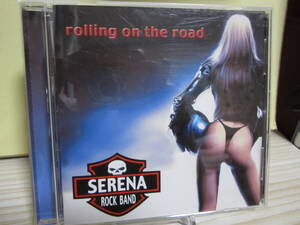 rolling on the road
SERENA
ROCK BAND